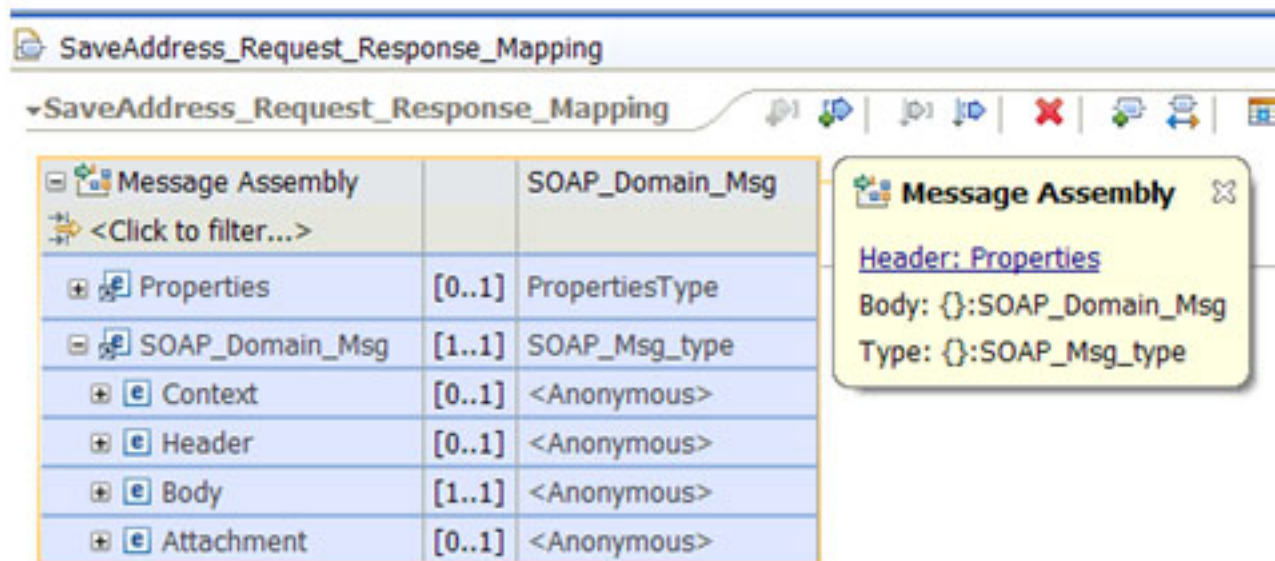 SaveAddress_Request_Response_Mapping
SaveAddress_Request_Response_Mapping
Message Assembly SOAP_Domain_Msg
<Click to filter...>
Properties [0..1] PropertiesType
SOAP_Domain_Msg [1..1] SOAP_Msg_type
Context [0..1] <Anonymous>
Header [0..1] <Anonymous>
Body [1..1] <Anonymous>
Attachment [0..1] <Anonymous>
Message Assembly
Header: Properties
Body: {}:SOAP_Domain_Msg
Type: {}:SOAP_Msg_type